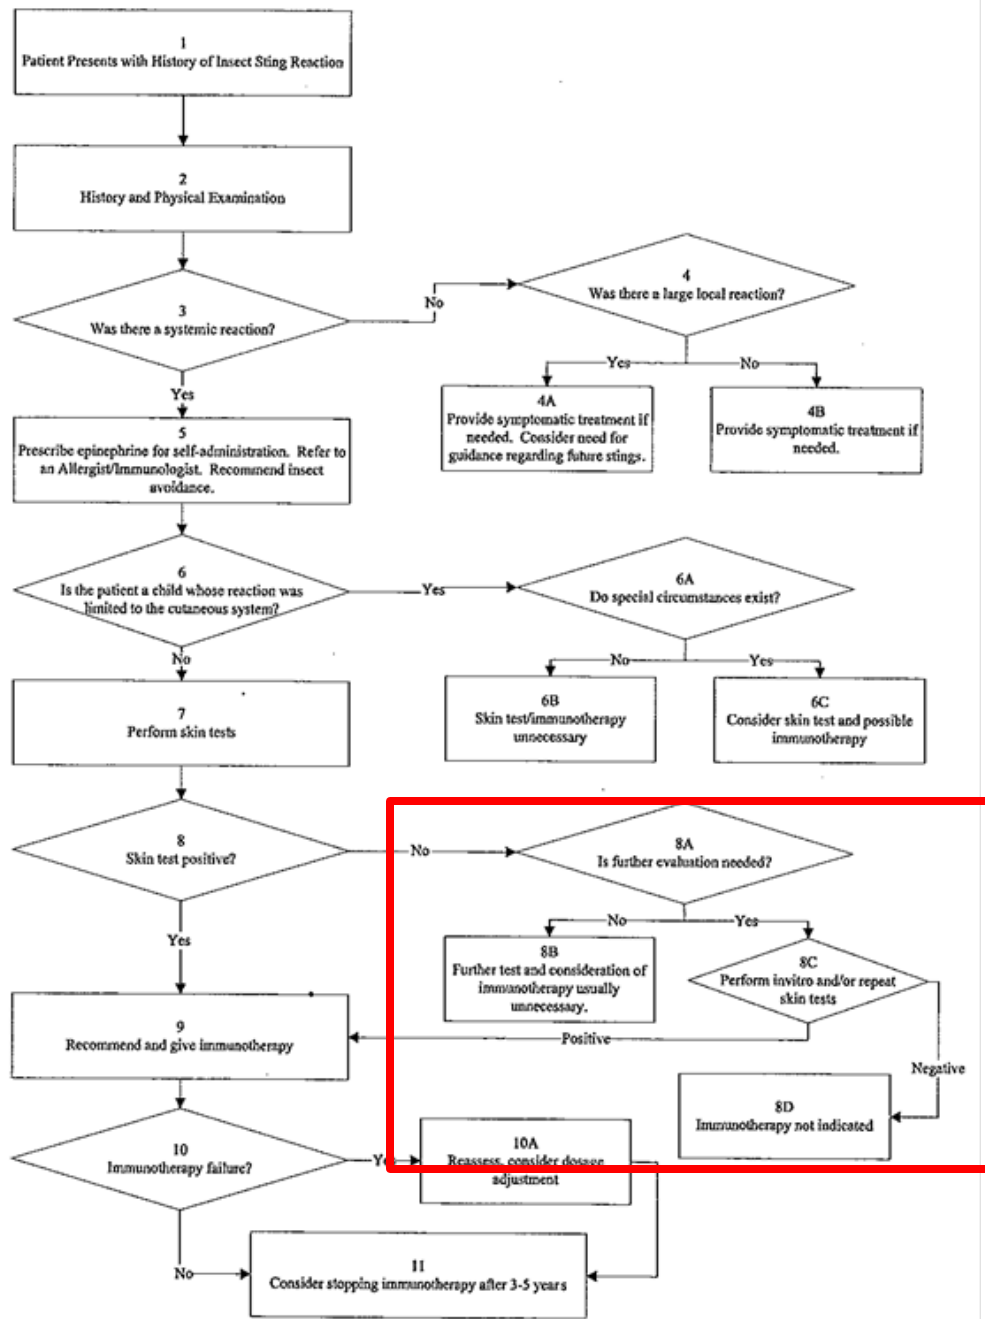 1
Patient Presents with History of Insect Sting Reaction
2
History and Physical Examination
3
Was there a systemic reaction?
No
4
Was there a large local reaction?
Yes
No
4A
Provide symptomatic treatment if
needed. Consider need for
guidance regarding future stings.
4B
Provide symptomatic treatment if
needed.
Yes
5
Prescribe epinephrine for self-administration. Refer to
an Allergist/Immunologist. Recommend insect
avoidance.
6
Is the patient a child whose reaction was
limited to the cutaneous system?
Yes
6A
Do special circumstances exist?
No
Yes
6B
Skin test/immunotherapy
unnecessary
6C
Consider skin test and possible
immunotherapy
No
7
Perform skin tests
8
Skin test positive?
No
8A
Is further evaluation needed?
No
Yes
8B
Further test and consideration of
immunotherapy usually
unnecessary.
8C
Perform invitro and/or repeat
skin tests
Positive
Negative
8D
Immunotherapy not indicated
Yes
9
Recommend and give immunotherapy
10
Immunotherapy failure?
Yes
10A
Reassess, consider dosage
adjustment
No
11
Consider stopping immunotherapy after 3-5 years